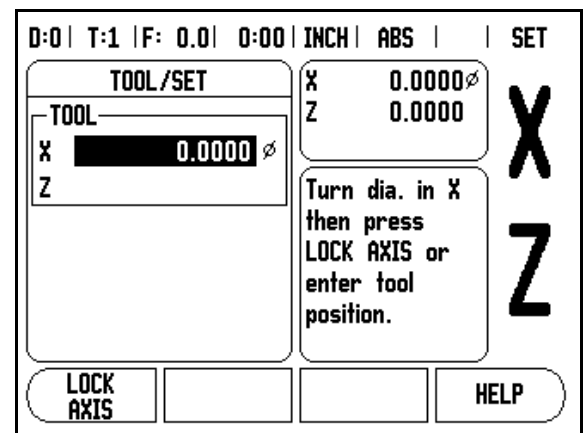 D:0 | T:1 | F: 0.0 | 0:00 | INCH | ABS | | SET
TOOL/SET
TOOL
X 0.0000 ⌀
Z
X 0.0000⌀
Z 0.0000
Turn dia. in X
then press
LOCK AXIS or
enter tool
position.
X
Z
LOCK
AXIS
HELP